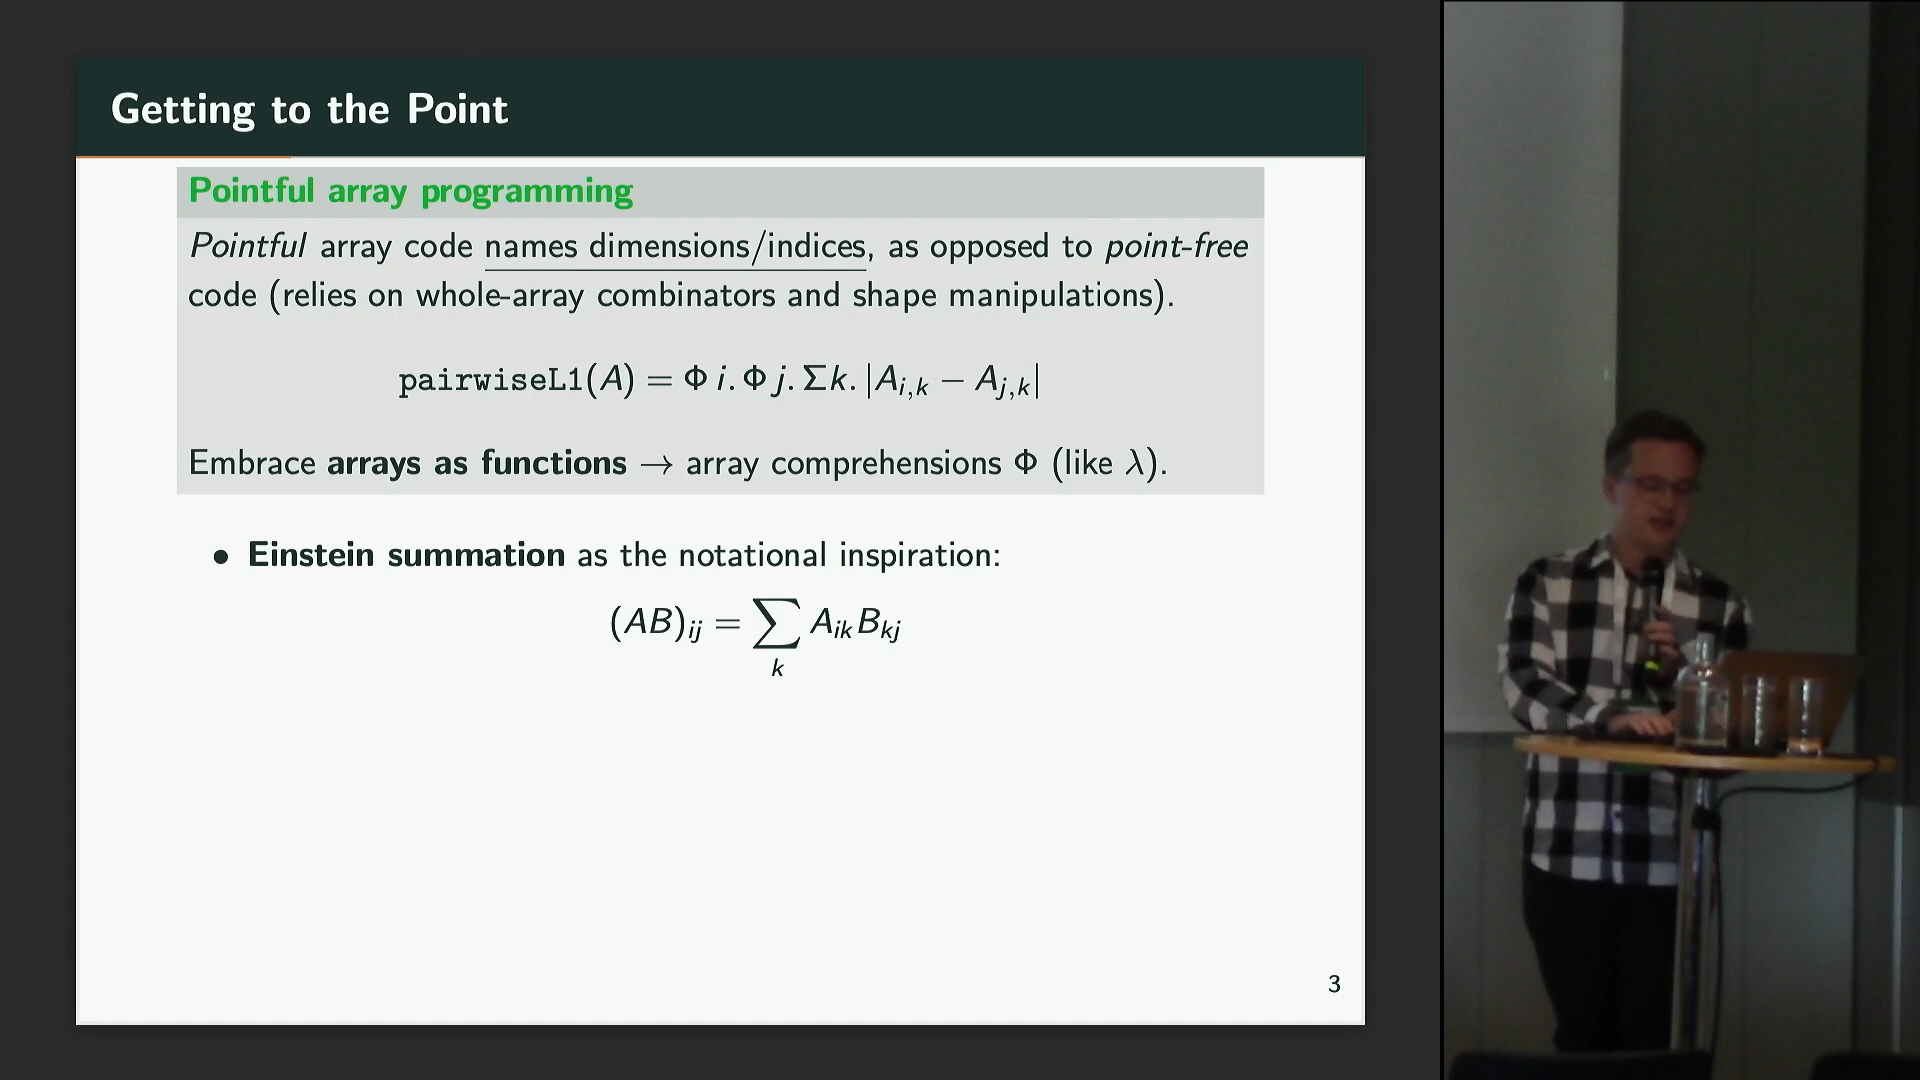 Getting to the Point
Pointful array programming
Pointful array code names dimensions/indices, as opposed to point-free
code (relies on whole-array combinators and shape manipulations).
pairwiseL1(A) = Φ i. Φ j. Σk. |A_{i,k} − A_{j,k}|
Embrace arrays as functions → array comprehensions Φ (like λ).
• Einstein summation as the notational inspiration:
(AB)_{ij} = ∑_k A_{ik} B_{kj}
3